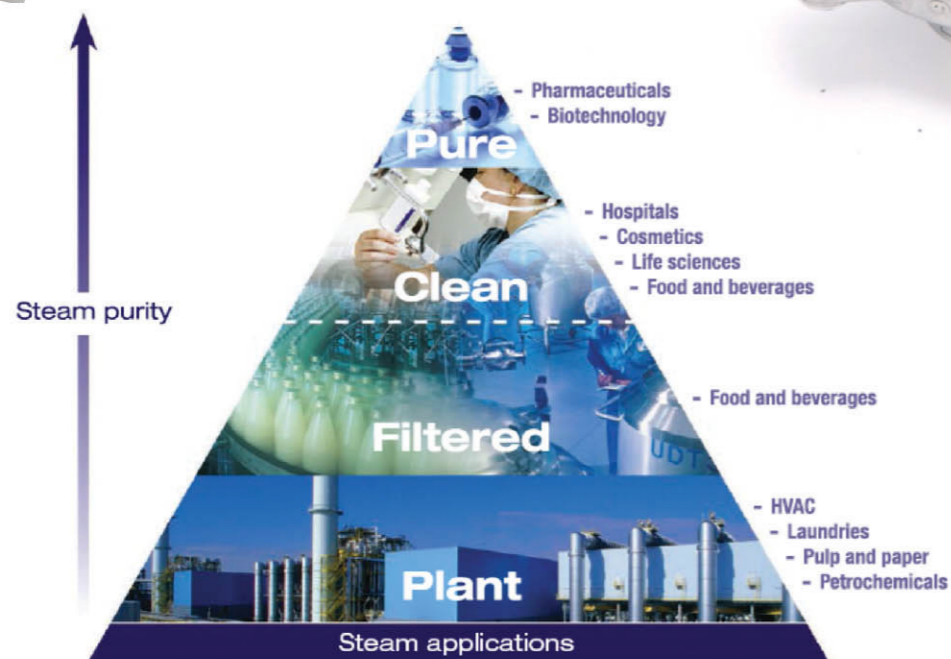 - Pharmaceuticals
- Biotechnology
Pure
- Hospitals
- Cosmetics
- Life sciences
- Food and beverages
Clean
Steam purity
- Food and beverages
Filtered
UDT
- HVAC
- Laundries
- Pulp and paper
- Petrochemicals
Plant
Steam applications